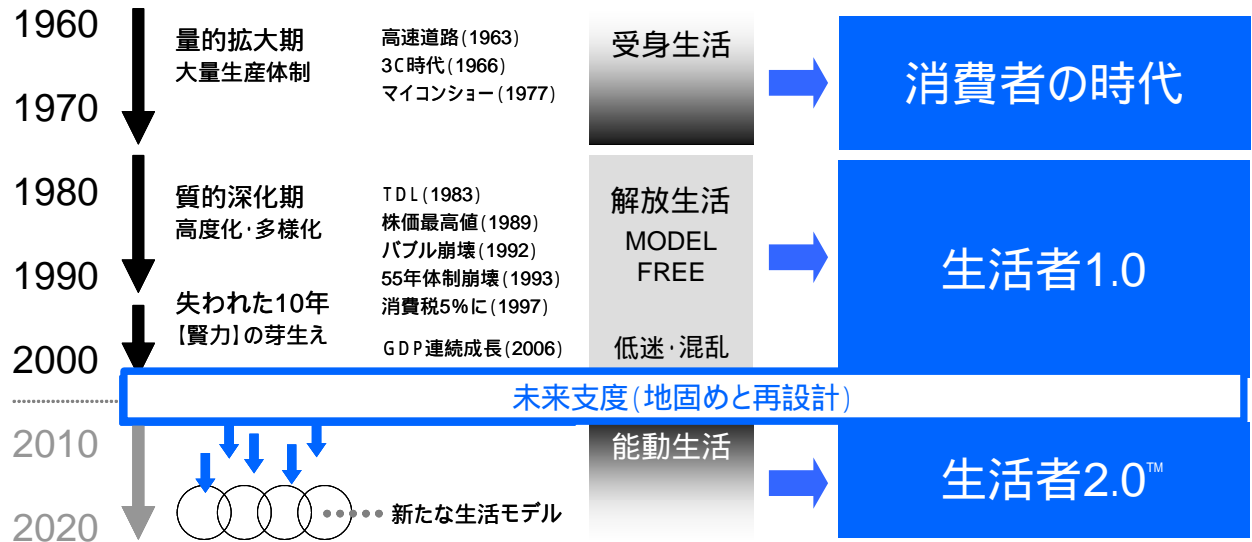 1960
1970
1980
1990
2000
2010
2020
量的拡大期
大量生産体制
高速道路(1963)
3C時代(1966)
マイコンショー(1977)
受身生活
消費者の時代
質的深化期
高度化・多様化
TDL(1983)
株価最高値(1989)
バブル崩壊(1992)
55年体制崩壊(1993)
消費税5%に(1997)
GDP連続成長(2006)
失われた10年
【賢力】の芽生え
解放生活
MODEL
FREE
低迷・混乱
生活者1.0
未来支度(地固めと再設計)
新たな生活モデル
能動生活
生活者2.0™